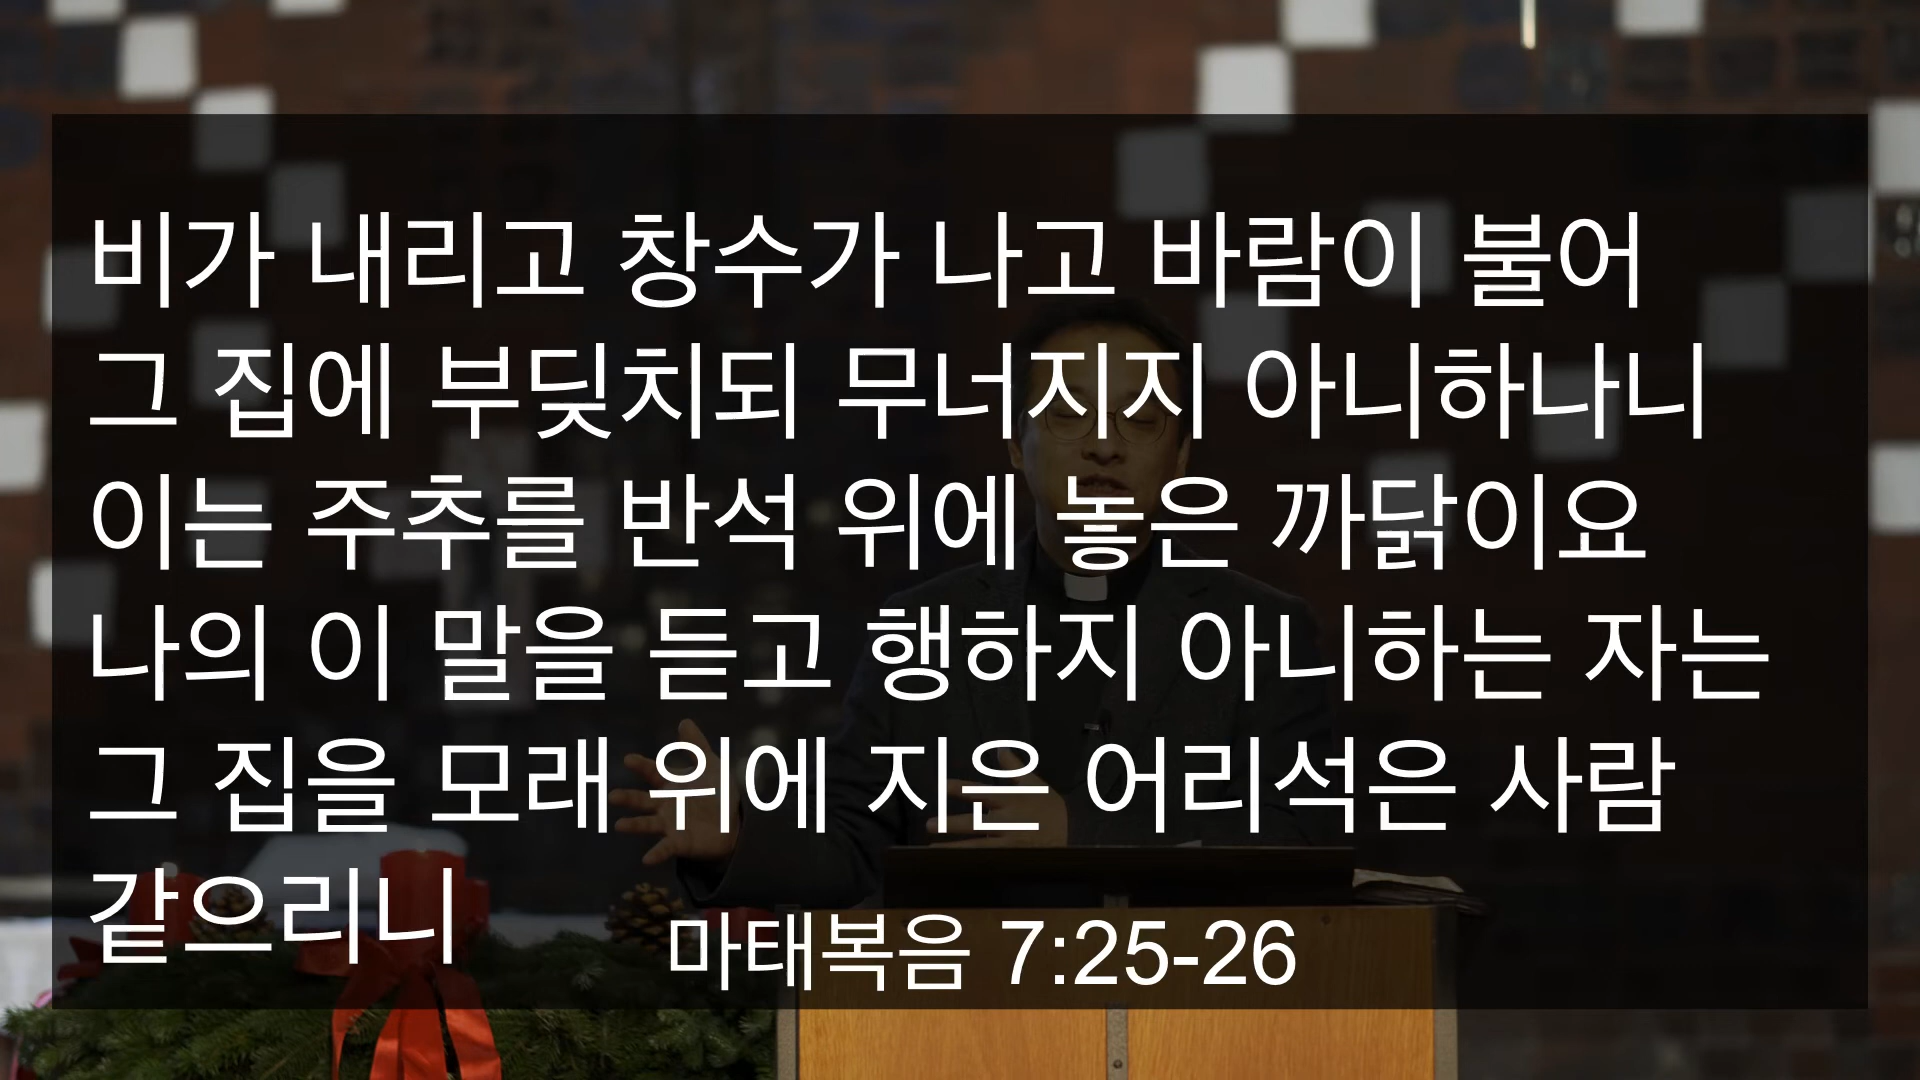 비가 내리고 창수가 나고 바람이 불어
그 집에 부딪치되 무너지지 아니하나니
이는 주추를 반석 위에 놓은 까닭이요
나의 이 말을 듣고 행하지 아니하는 자는
그 집을 모래 위에 지은 어리석은 사람
같으리니
마태복음 7:25-26